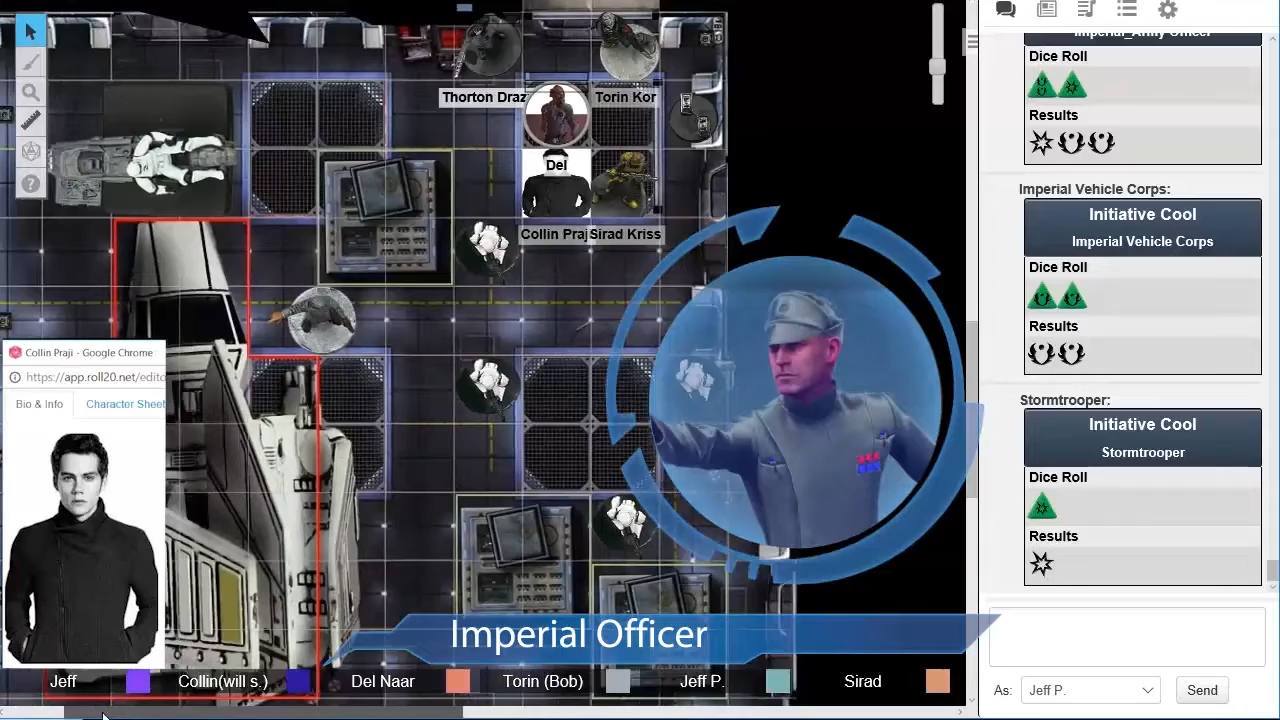 Imperial_Army Officer
Dice Roll
Results
Imperial Vehicle Corps:
Initiative Cool
Imperial Vehicle Corps
Dice Roll
Results
Stormtrooper:
Initiative Cool
Stormtrooper
Dice Roll
Results
As:
Jeff P.
Send
Thorton Draz
Torin Kor
Del
Collin Praj
Sirad Kriss
Collin Praji - Google Chrome
https://app.roll20.net/edito
Bio & Info
Character Sheet
Imperial Officer
Jeff
Collin(will s.)
Del Naar
Torin (Bob)
Jeff P.
Sirad